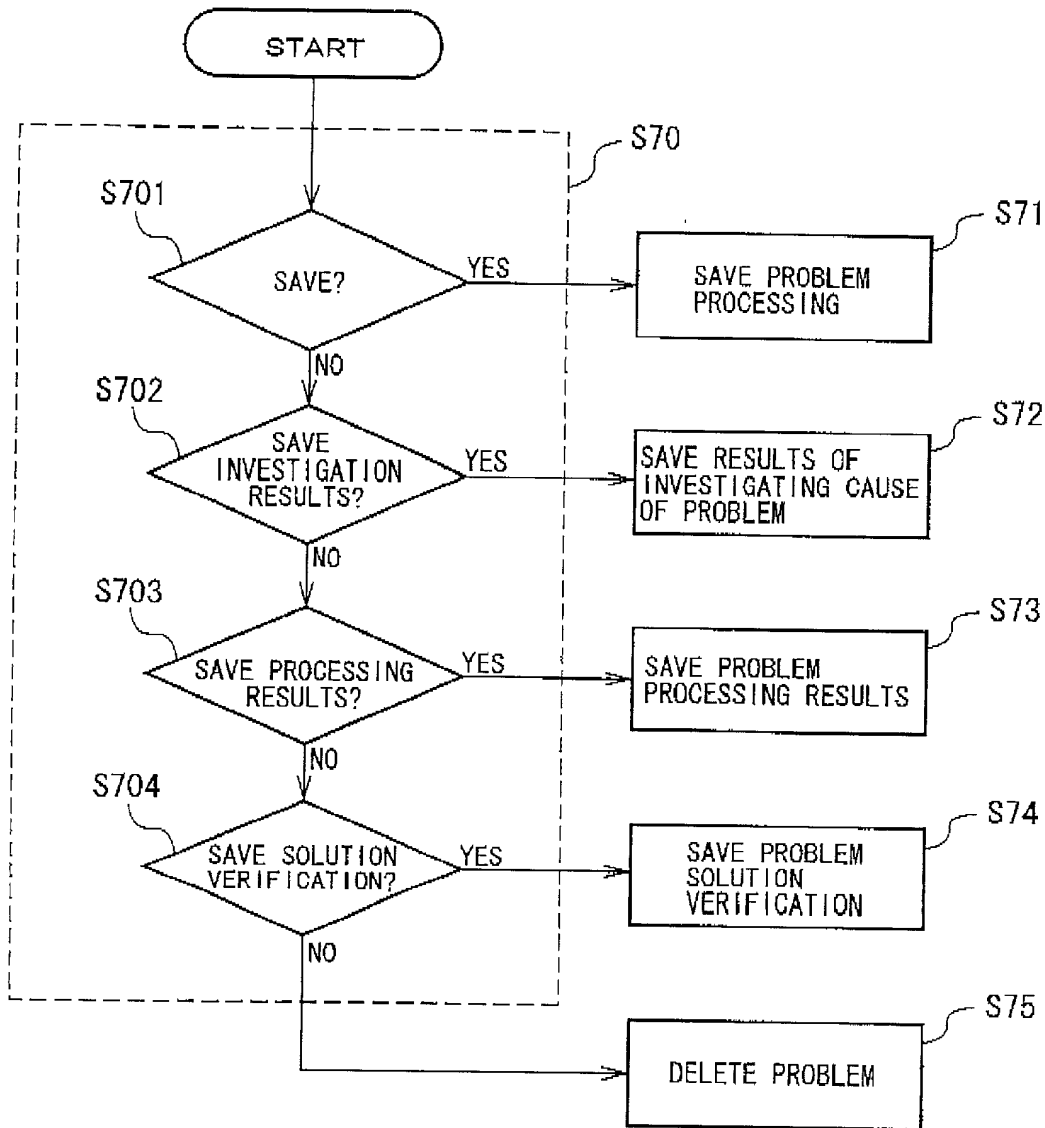 START
S70
S701
SAVE?
YES
S71
SAVE PROBLEM
PROCESSING
NO
S702
SAVE
INVESTIGATION
RESULTS?
YES
S72
SAVE RESULTS OF
INVESTIGATING CAUSE
OF PROBLEM
NO
S703
SAVE PROCESSING
RESULTS?
YES
S73
SAVE PROBLEM
PROCESSING RESULTS
NO
S704
SAVE SOLUTION
VERIFICATION?
YES
S74
SAVE PROBLEM
SOLUTION
VERIFICATION
NO
S75
DELETE PROBLEM